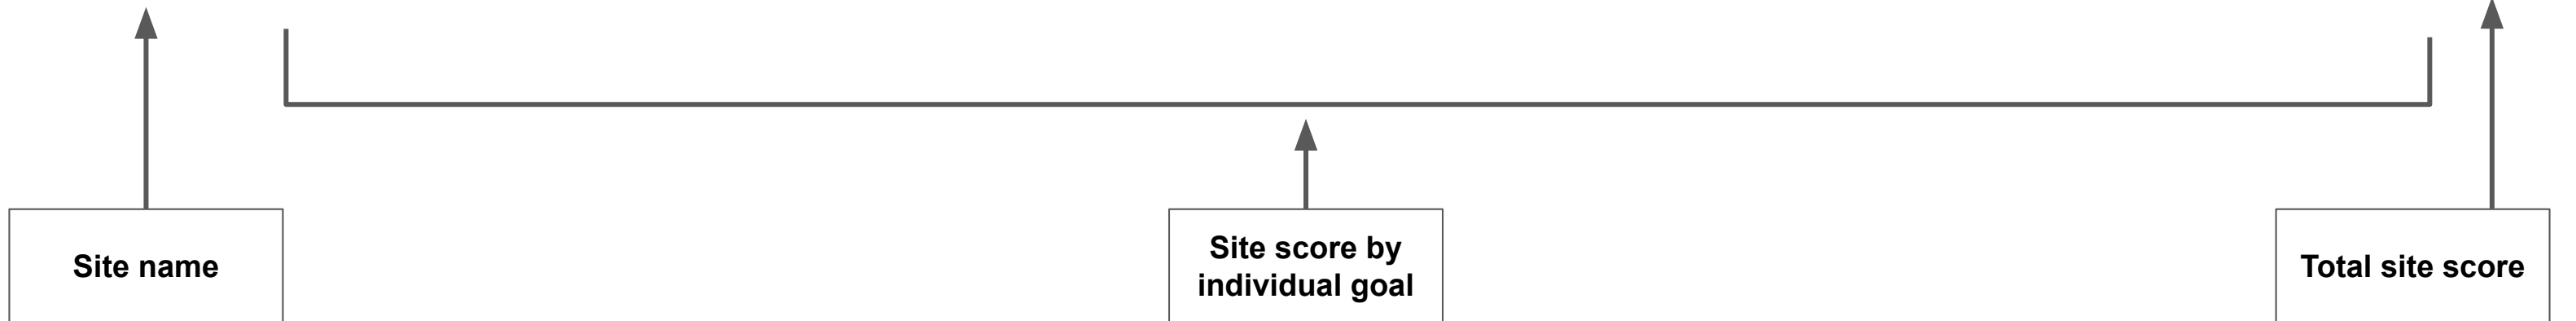 Site name
Site score by
individual goal
Total site score